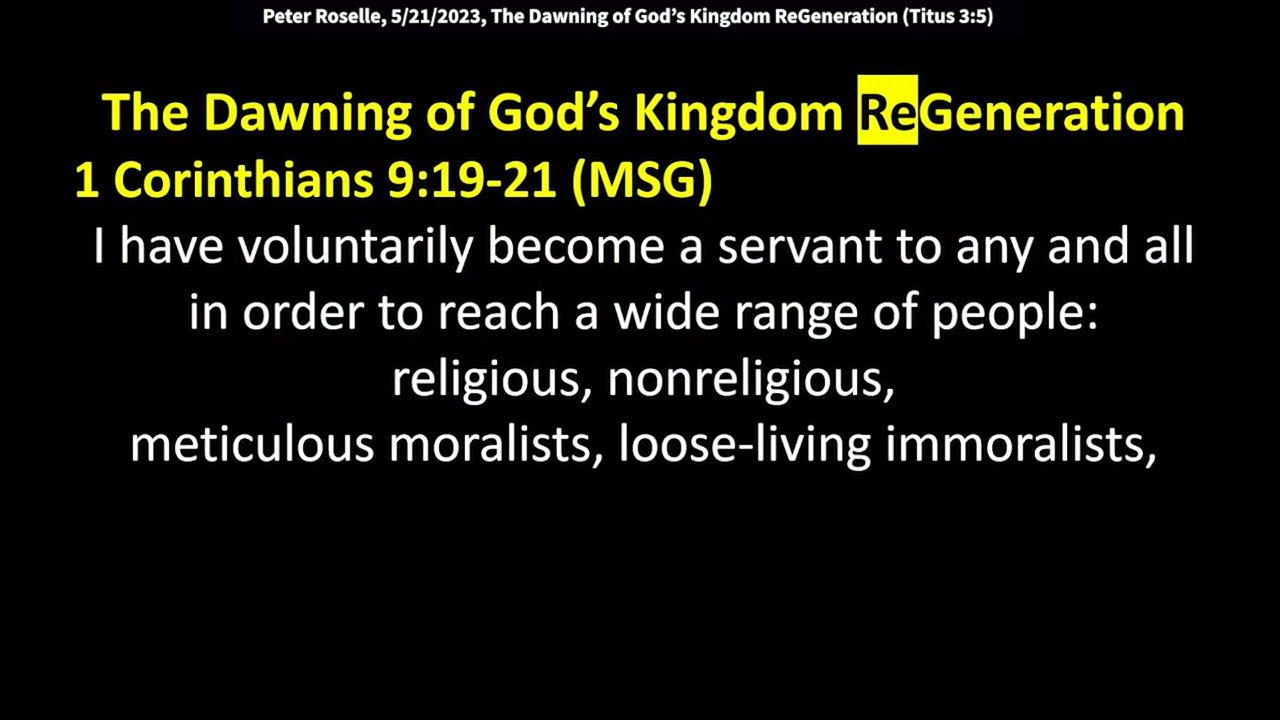 Peter Roselle, 5/21/2023, The Dawning of God’s Kingdom ReGeneration (Titus 3:5)
The Dawning of God’s Kingdom ReGeneration
1 Corinthians 9:19-21 (MSG)
I have voluntarily become a servant to any and all
in order to reach a wide range of people:
religious, nonreligious,
meticulous moralists, loose-living immoralists,